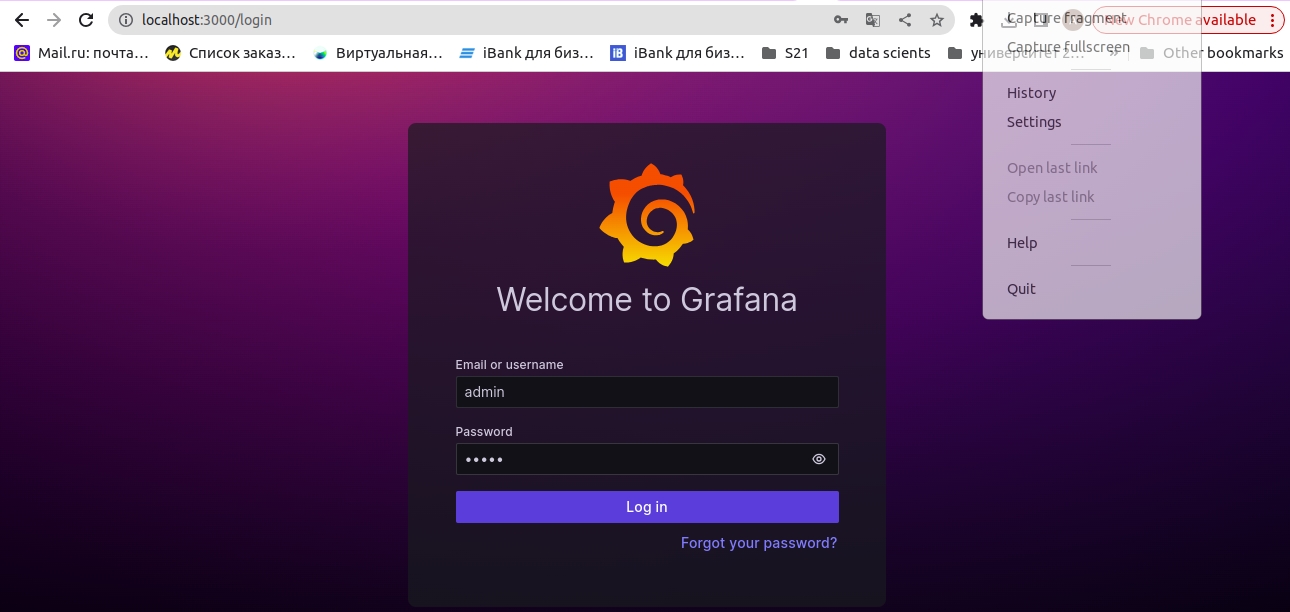 localhost:3000/login
Capture fragment
New Chrome available
Capture fullscreen
Mail.ru: почта…
Список заказ…
Виртуальная…
iBank для биз…
iB
iBank для биз…
S21
data scients
университет 2…
»
Other bookmarks
History
Settings
Open last link
Copy last link
Help
Quit
Welcome to Grafana
Email or username
admin
Password
•••••
Log in
Forgot your password?